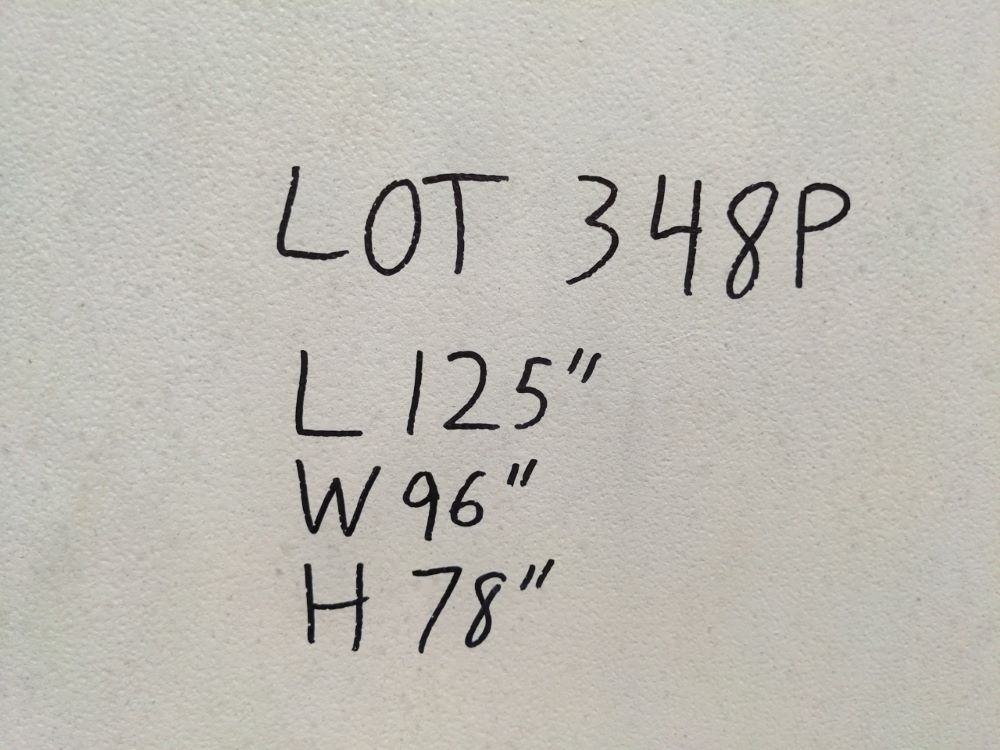 LOT 348P
L 125"
W 96"
H 78"